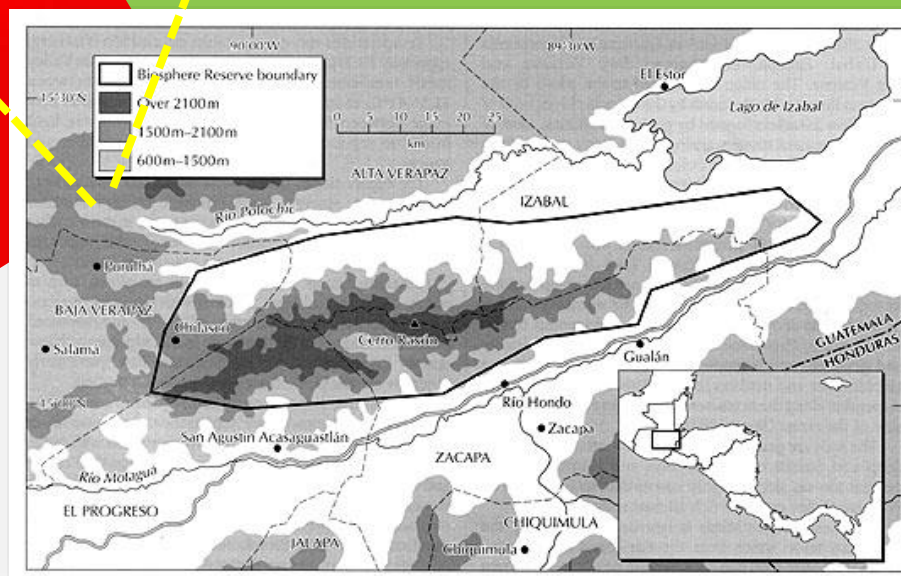 90°00'W
89°30'W
Biosphere Reserve boundary
Over 2100m
1500m–2100m
600m–1500m
15°30'N
0 5 10 15 20 25
km
El Estor
Lago de Izabal
ALTA VERAPAZ
IZABAL
Río Polochic
Purulhá
BAJA VERAPAZ
Chilasco
Salamá
Cerro Raxón
Gualán
GUATEMALA
HONDURAS
15°00'N
Río Hondo
San Agustín Acasaguastlán
Zacapa
Río Motagua
ZACAPA
EL PROGRESO
CHIQUIMULA
JALAPA
Chiquimula